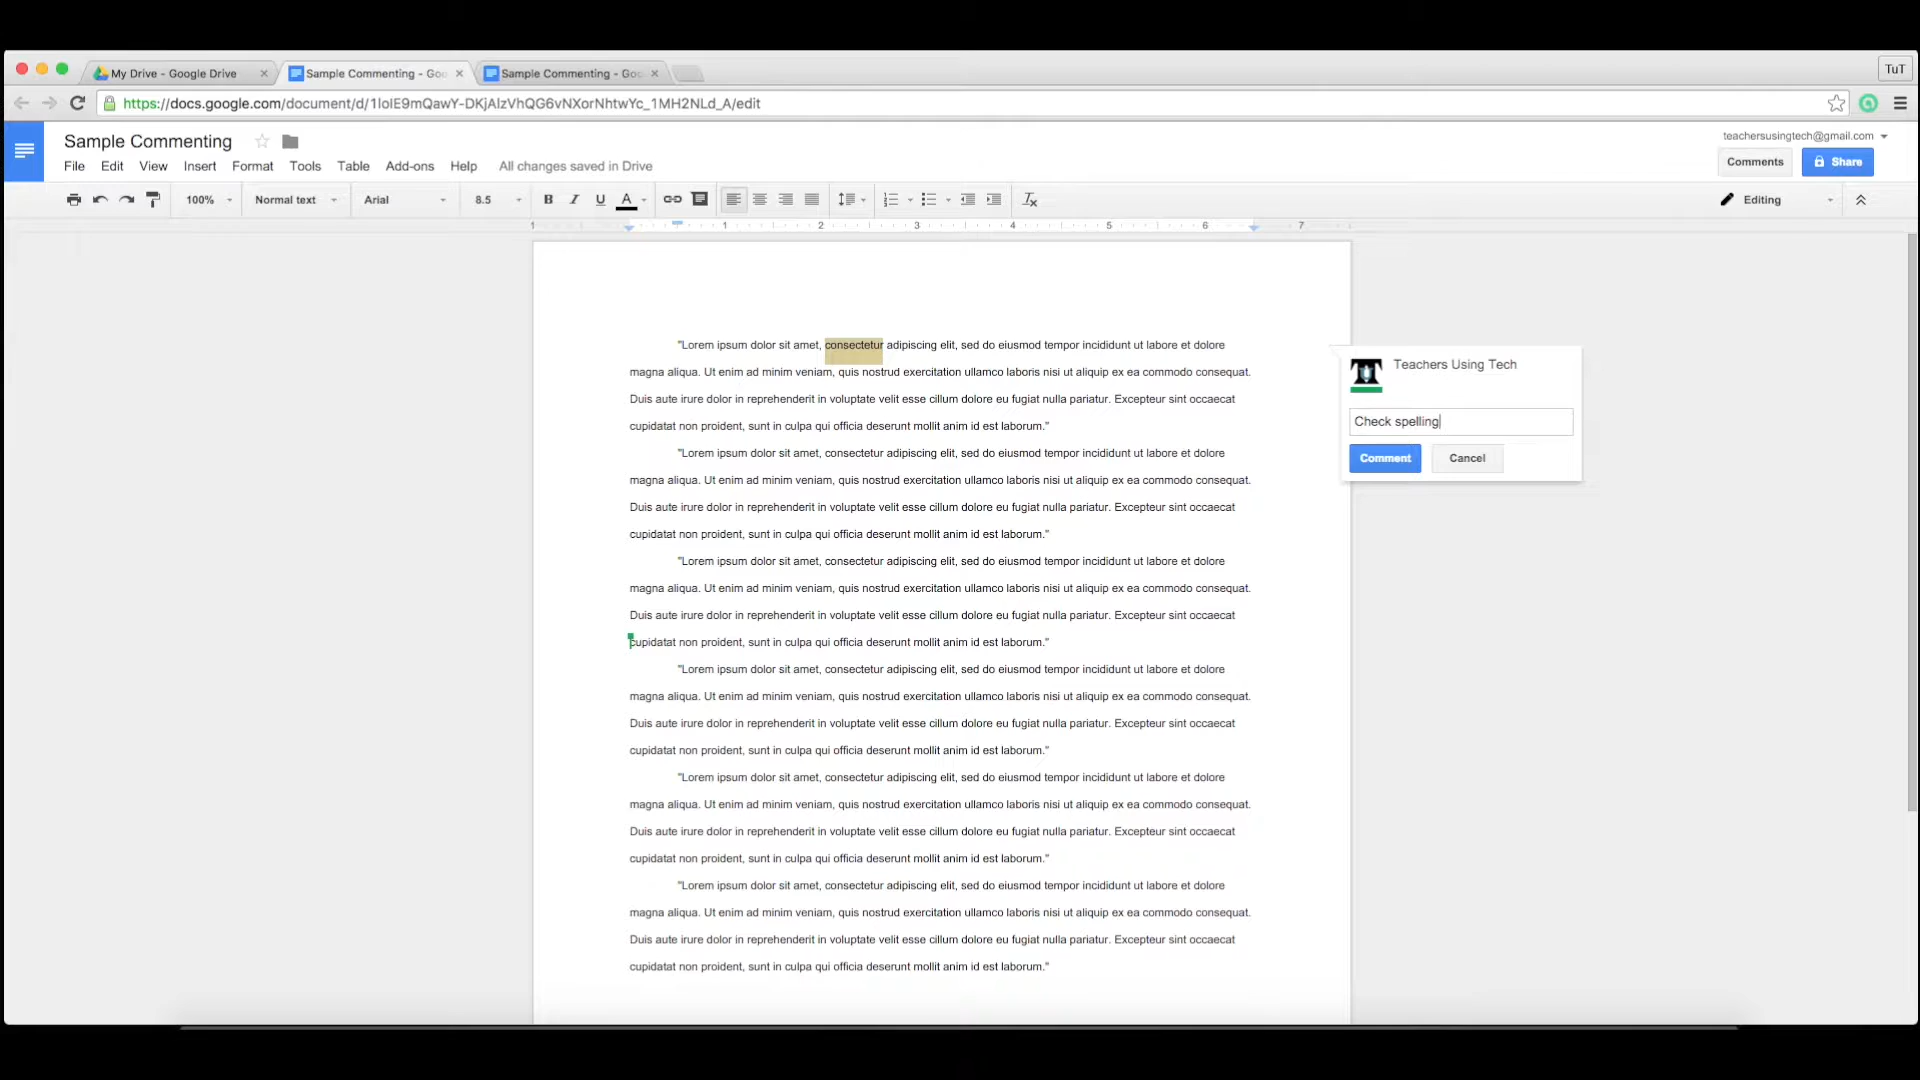 My Drive - Google Drive
Sample Commenting - Goo
Sample Commenting - Goo
TuT
https://docs.google.com/document/d/1IoIE9mQawY-DKjAIzVhQG6vNXorNhtwYc_1MH2NLd_A/edit
Sample Commenting
teachersusingtech@gmail.com
File Edit View Insert Format Tools Table Add-ons Help All changes saved in Drive
Comments Share
100% Normal text Arial 8.5 B I U A Editing
1 1 2 3 4 5 6 7
"Lorem ipsum dolor sit amet, consectetur adipiscing elit, sed do eiusmod tempor incididunt ut labore et dolore
magna aliqua. Ut enim ad minim veniam, quis nostrud exercitation ullamco laboris nisi ut aliquip ex ea commodo consequat.
Duis aute irure dolor in reprehenderit in voluptate velit esse cillum dolore eu fugiat nulla pariatur. Excepteur sint occaecat
cupidatat non proident, sunt in culpa qui officia deserunt mollit anim id est laborum."
"Lorem ipsum dolor sit amet, consectetur adipiscing elit, sed do eiusmod tempor incididunt ut labore et dolore
magna aliqua. Ut enim ad minim veniam, quis nostrud exercitation ullamco laboris nisi ut aliquip ex ea commodo consequat.
Duis aute irure dolor in reprehenderit in voluptate velit esse cillum dolore eu fugiat nulla pariatur. Excepteur sint occaecat
cupidatat non proident, sunt in culpa qui officia deserunt mollit anim id est laborum."
"Lorem ipsum dolor sit amet, consectetur adipiscing elit, sed do eiusmod tempor incididunt ut labore et dolore
magna aliqua. Ut enim ad minim veniam, quis nostrud exercitation ullamco laboris nisi ut aliquip ex ea commodo consequat.
Duis aute irure dolor in reprehenderit in voluptate velit esse cillum dolore eu fugiat nulla pariatur. Excepteur sint occaecat
cupidatat non proident, sunt in culpa qui officia deserunt mollit anim id est laborum."
"Lorem ipsum dolor sit amet, consectetur adipiscing elit, sed do eiusmod tempor incididunt ut labore et dolore
magna aliqua. Ut enim ad minim veniam, quis nostrud exercitation ullamco laboris nisi ut aliquip ex ea commodo consequat.
Duis aute irure dolor in reprehenderit in voluptate velit esse cillum dolore eu fugiat nulla pariatur. Excepteur sint occaecat
cupidatat non proident, sunt in culpa qui officia deserunt mollit anim id est laborum."
"Lorem ipsum dolor sit amet, consectetur adipiscing elit, sed do eiusmod tempor incididunt ut labore et dolore
magna aliqua. Ut enim ad minim veniam, quis nostrud exercitation ullamco laboris nisi ut aliquip ex ea commodo consequat.
Duis aute irure dolor in reprehenderit in voluptate velit esse cillum dolore eu fugiat nulla pariatur. Excepteur sint occaecat
cupidatat non proident, sunt in culpa qui officia deserunt mollit anim id est laborum."
"Lorem ipsum dolor sit amet, consectetur adipiscing elit, sed do eiusmod tempor incididunt ut labore et dolore
magna aliqua. Ut enim ad minim veniam, quis nostrud exercitation ullamco laboris nisi ut aliquip ex ea commodo consequat.
Duis aute irure dolor in reprehenderit in voluptate velit esse cillum dolore eu fugiat nulla pariatur. Excepteur sint occaecat
cupidatat non proident, sunt in culpa qui officia deserunt mollit anim id est laborum."
Teachers Using Tech
Check spelling
Comment Cancel